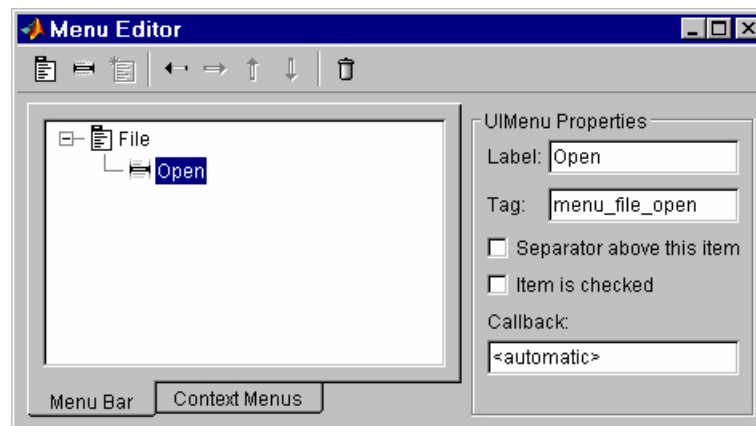 Menu Editor
File
Open
Menu Bar
Context Menus
UIMenu Properties
Label: Open
Tag: menu_file_open
Separator above this item
Item is checked
Callback:
<automatic>